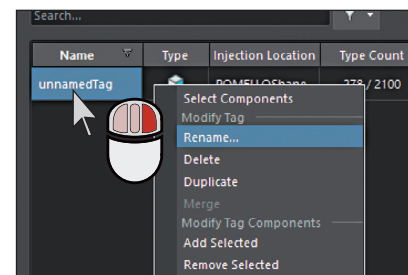 Search...
Name Type Injection Location Type Count
unnamedTag POMELLOShape 278 / 2100
Select Components
Modify Tag
Rename...
Delete
Duplicate
Merge
Modify Tag Components
Add Selected
Remove Selected